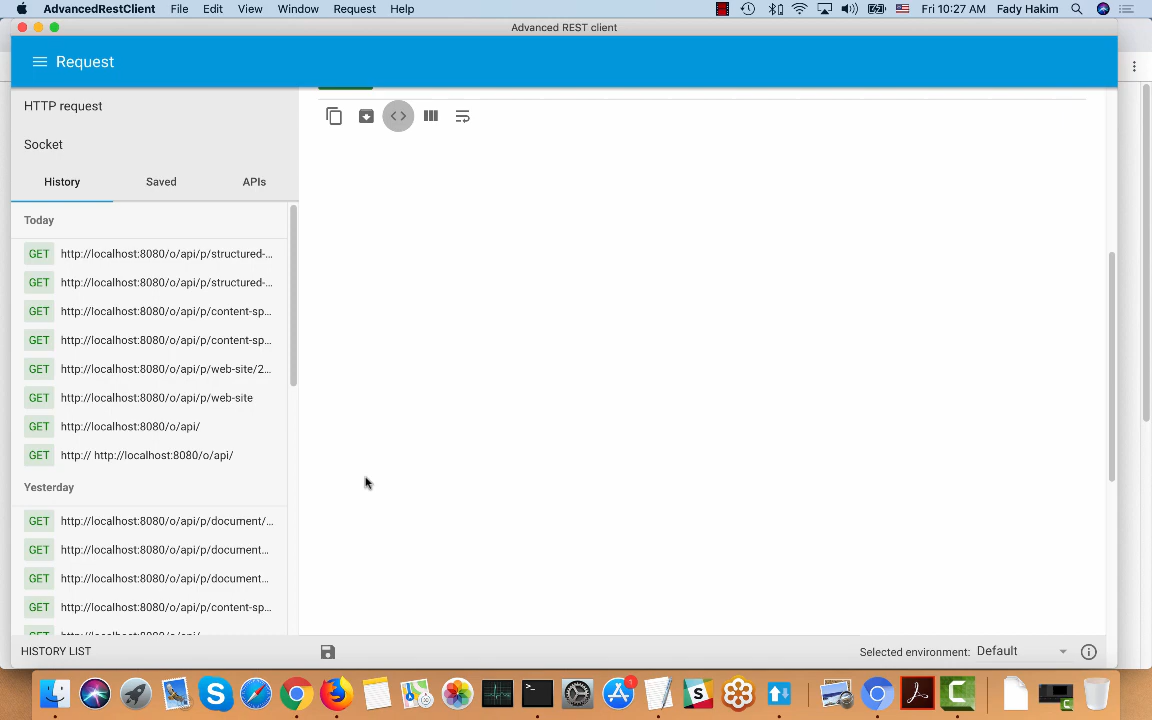 AdvancedRestClient File Edit View Window Request Help Fri 10:27 AM Fady Hakim
Advanced REST client
Request
HTTP request
Socket
History Saved APIs
Today
GET http://localhost:8080/o/api/p/structured-...
GET http://localhost:8080/o/api/p/structured-...
GET http://localhost:8080/o/api/p/content-sp...
GET http://localhost:8080/o/api/p/content-sp...
GET http://localhost:8080/o/api/p/web-site/2...
GET http://localhost:8080/o/api/p/web-site
GET http://localhost:8080/o/api/
GET http:// http://localhost:8080/o/api/
Yesterday
GET http://localhost:8080/o/api/p/document/...
GET http://localhost:8080/o/api/p/document...
GET http://localhost:8080/o/api/p/document...
GET http://localhost:8080/o/api/p/content-sp...
HISTORY LIST Selected environment: Default
1